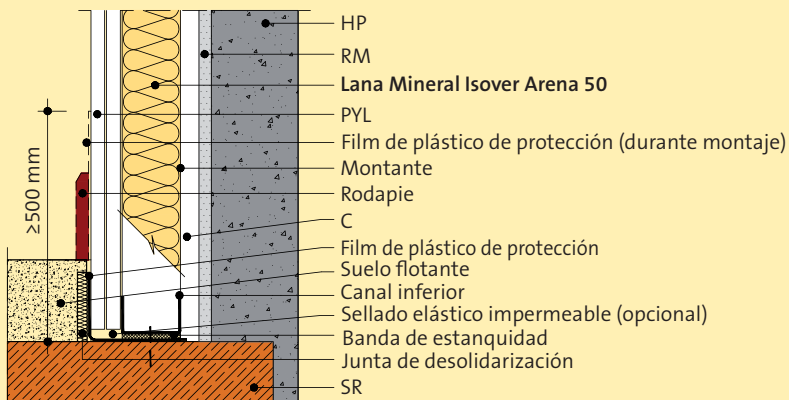 HP
RM
Lana Mineral Isover Arena 50
PYL
Film de plástico de protección (durante montaje)
Montante
Rodapie
C
Film de plástico de protección
Suelo flotante
Canal inferior
Sellado elástico impermeable (opcional)
Banda de estanquidad
Junta de desolidarización
SR
≥500 mm